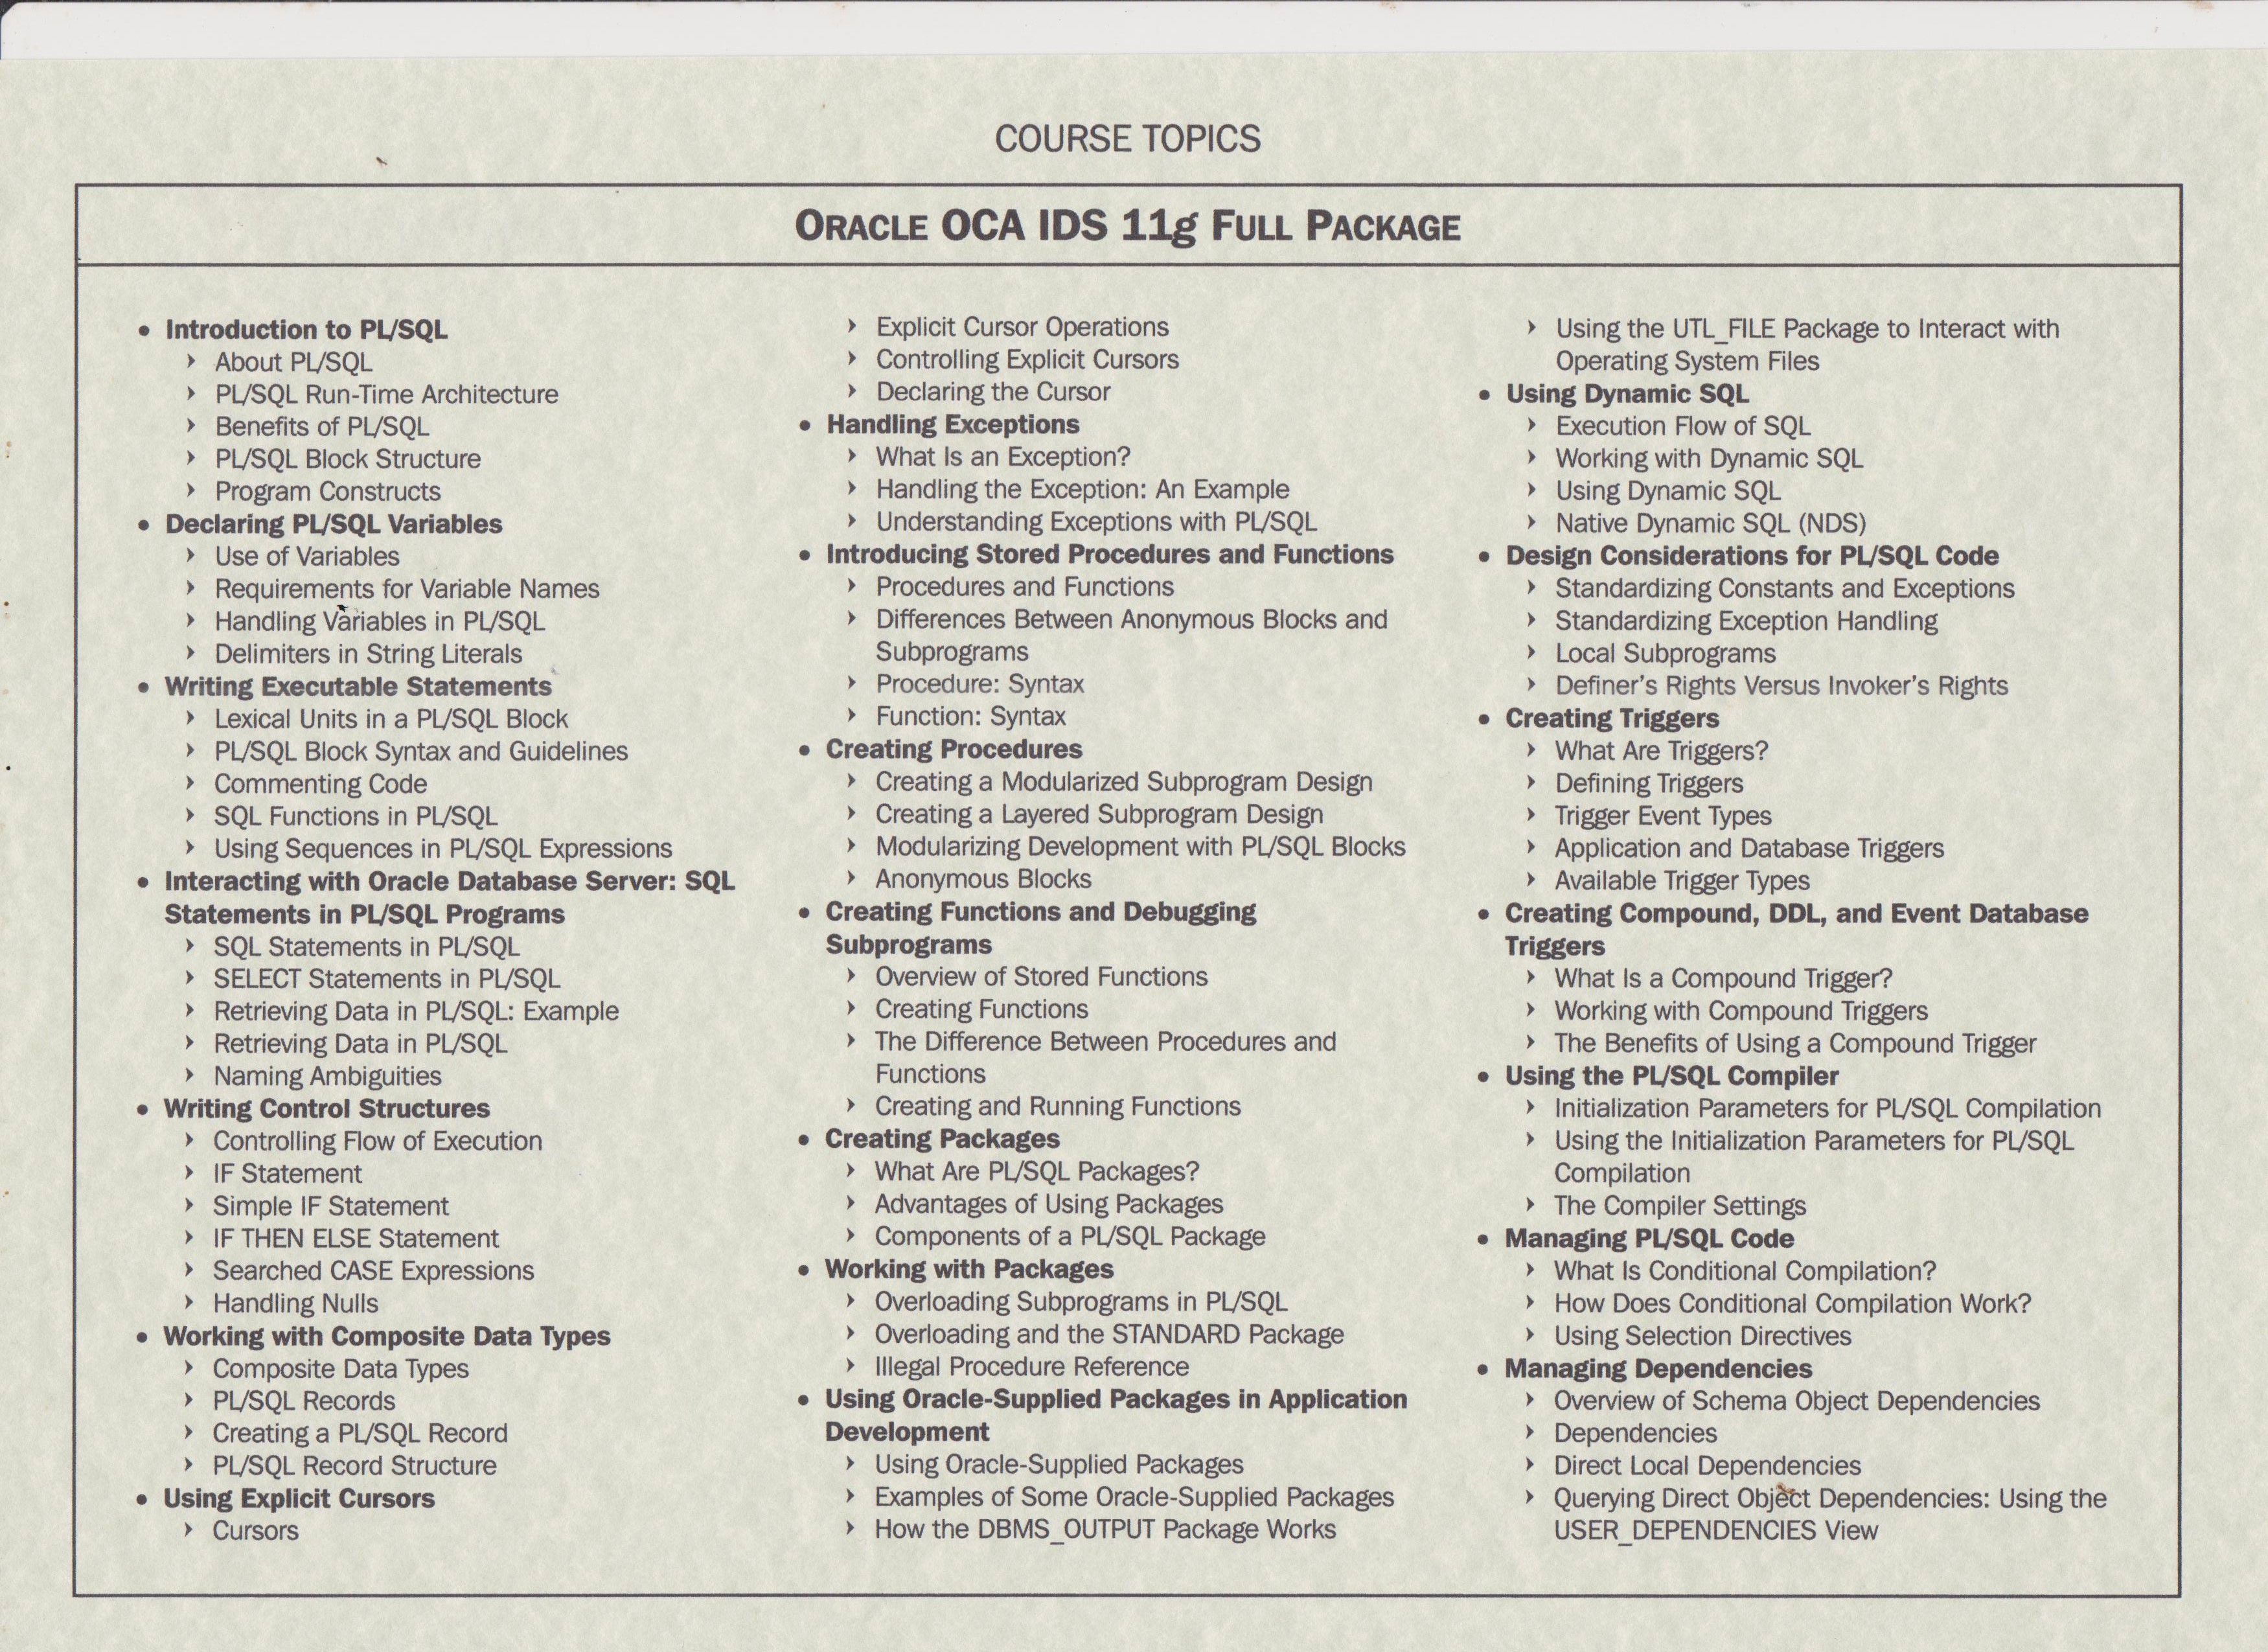 COURSE TOPICS
ORACLE OCA IDS 11g FULL PACKAGE
• Introduction to PL/SQL
› About PL/SQL
› PL/SQL Run-Time Architecture
› Benefits of PL/SQL
› PL/SQL Block Structure
› Program Constructs
• Declaring PL/SQL Variables
› Use of Variables
› Requirements for Variable Names
› Handling Variables in PL/SQL
› Delimiters in String Literals
• Writing Executable Statements
› Lexical Units in a PL/SQL Block
› PL/SQL Block Syntax and Guidelines
› Commenting Code
› SQL Functions in PL/SQL
› Using Sequences in PL/SQL Expressions
• Interacting with Oracle Database Server: SQL
Statements in PL/SQL Programs
› SQL Statements in PL/SQL
› SELECT Statements in PL/SQL
› Retrieving Data in PL/SQL: Example
› Retrieving Data in PL/SQL
› Naming Ambiguities
• Writing Control Structures
› Controlling Flow of Execution
› IF Statement
› Simple IF Statement
› IF THEN ELSE Statement
› Searched CASE Expressions
› Handling Nulls
• Working with Composite Data Types
› Composite Data Types
› PL/SQL Records
› Creating a PL/SQL Record
› PL/SQL Record Structure
• Using Explicit Cursors
› Cursors
› Explicit Cursor Operations
› Controlling Explicit Cursors
› Declaring the Cursor
• Handling Exceptions
› What Is an Exception?
› Handling the Exception: An Example
› Understanding Exceptions with PL/SQL
• Introducing Stored Procedures and Functions
› Procedures and Functions
› Differences Between Anonymous Blocks and
Subprograms
› Procedure: Syntax
› Function: Syntax
• Creating Procedures
› Creating a Modularized Subprogram Design
› Creating a Layered Subprogram Design
› Modularizing Development with PL/SQL Blocks
› Anonymous Blocks
• Creating Functions and Debugging
Subprograms
› Overview of Stored Functions
› Creating Functions
› The Difference Between Procedures and
Functions
› Creating and Running Functions
• Creating Packages
› What Are PL/SQL Packages?
› Advantages of Using Packages
› Components of a PL/SQL Package
• Working with Packages
› Overloading Subprograms in PL/SQL
› Overloading and the STANDARD Package
› Illegal Procedure Reference
• Using Oracle-Supplied Packages in Application
Development
› Using Oracle-Supplied Packages
› Examples of Some Oracle-Supplied Packages
› How the DBMS_OUTPUT Package Works
› Using the UTL_FILE Package to Interact with
Operating System Files
• Using Dynamic SQL
› Execution Flow of SQL
› Working with Dynamic SQL
› Using Dynamic SQL
› Native Dynamic SQL (NDS)
• Design Considerations for PL/SQL Code
› Standardizing Constants and Exceptions
› Standardizing Exception Handling
› Local Subprograms
› Definer's Rights Versus Invoker's Rights
• Creating Triggers
› What Are Triggers?
› Defining Triggers
› Trigger Event Types
› Application and Database Triggers
› Available Trigger Types
• Creating Compound, DDL, and Event Database
Triggers
› What Is a Compound Trigger?
› Working with Compound Triggers
› The Benefits of Using a Compound Trigger
• Using the PL/SQL Compiler
› Initialization Parameters for PL/SQL Compilation
› Using the Initialization Parameters for PL/SQL
Compilation
› The Compiler Settings
• Managing PL/SQL Code
› What Is Conditional Compilation?
› How Does Conditional Compilation Work?
› Using Selection Directives
• Managing Dependencies
› Overview of Schema Object Dependencies
› Dependencies
› Direct Local Dependencies
› Querying Direct Object Dependencies: Using the
USER_DEPENDENCIES View